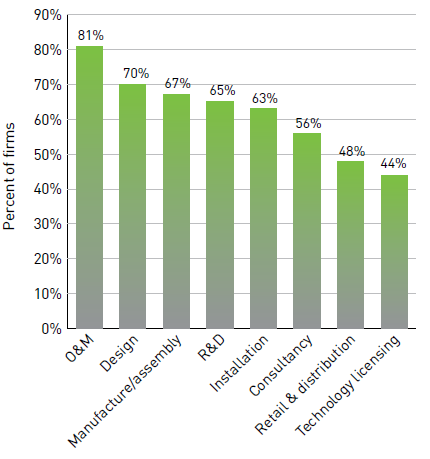 90%
80%
70%
60%
50%
40%
30%
20%
10%
0%
Percent of firms
81%
70%
67%
65%
63%
56%
48%
44%
O&M
Design
Manufacture/assembly
R&D
Installation
Consultancy
Retail & distribution
Technology licensing